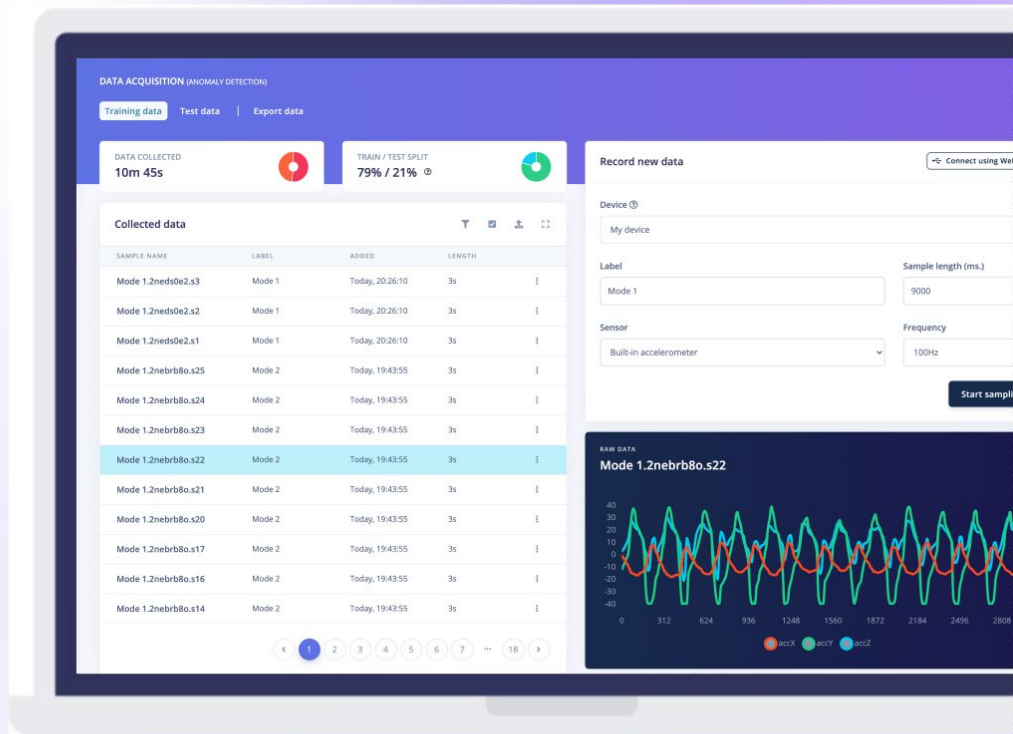 DATA ACQUISITION (ANOMALY DETECTION)
Training data Test data | Export data
DATA COLLECTED
10m 45s
TRAIN / TEST SPLIT
79% / 21%
Collected data
SAMPLE NAME LABEL ADDED LENGTH
Mode 1.2neds0e2.s3 Mode 1 Today, 20:26:10 3s
Mode 1.2neds0e2.s2 Mode 1 Today, 20:26:10 3s
Mode 1.2neds0e2.s1 Mode 1 Today, 20:26:10 3s
Mode 1.2nebrb8o.s25 Mode 2 Today, 19:43:55 3s
Mode 1.2nebrb8o.s24 Mode 2 Today, 19:43:55 3s
Mode 1.2nebrb8o.s23 Mode 2 Today, 19:43:55 3s
Mode 1.2nebrb8o.s22 Mode 2 Today, 19:43:55 3s
Mode 1.2nebrb8o.s21 Mode 2 Today, 19:43:55 3s
Mode 1.2nebrb8o.s20 Mode 2 Today, 19:43:55 3s
Mode 1.2nebrb8o.s17 Mode 2 Today, 19:43:55 3s
Mode 1.2nebrb8o.s16 Mode 2 Today, 19:43:55 3s
Mode 1.2nebrb8o.s14 Mode 2 Today, 19:43:55 3s
‹ 1 2 3 4 5 6 7 ... 18 ›
Record new data
Connect using We
Device
My device
Label Sample length (ms.)
Mode 1 9000
Sensor Frequency
Built-in accelerometer 100Hz
Start sampli
RAW DATA
Mode 1.2nebrb8o.s22
40
30
20
10
0
-10
-20
-30
-40
0 312 624 936 1248 1560 1872 2184 2496 2808
accX accY accZ